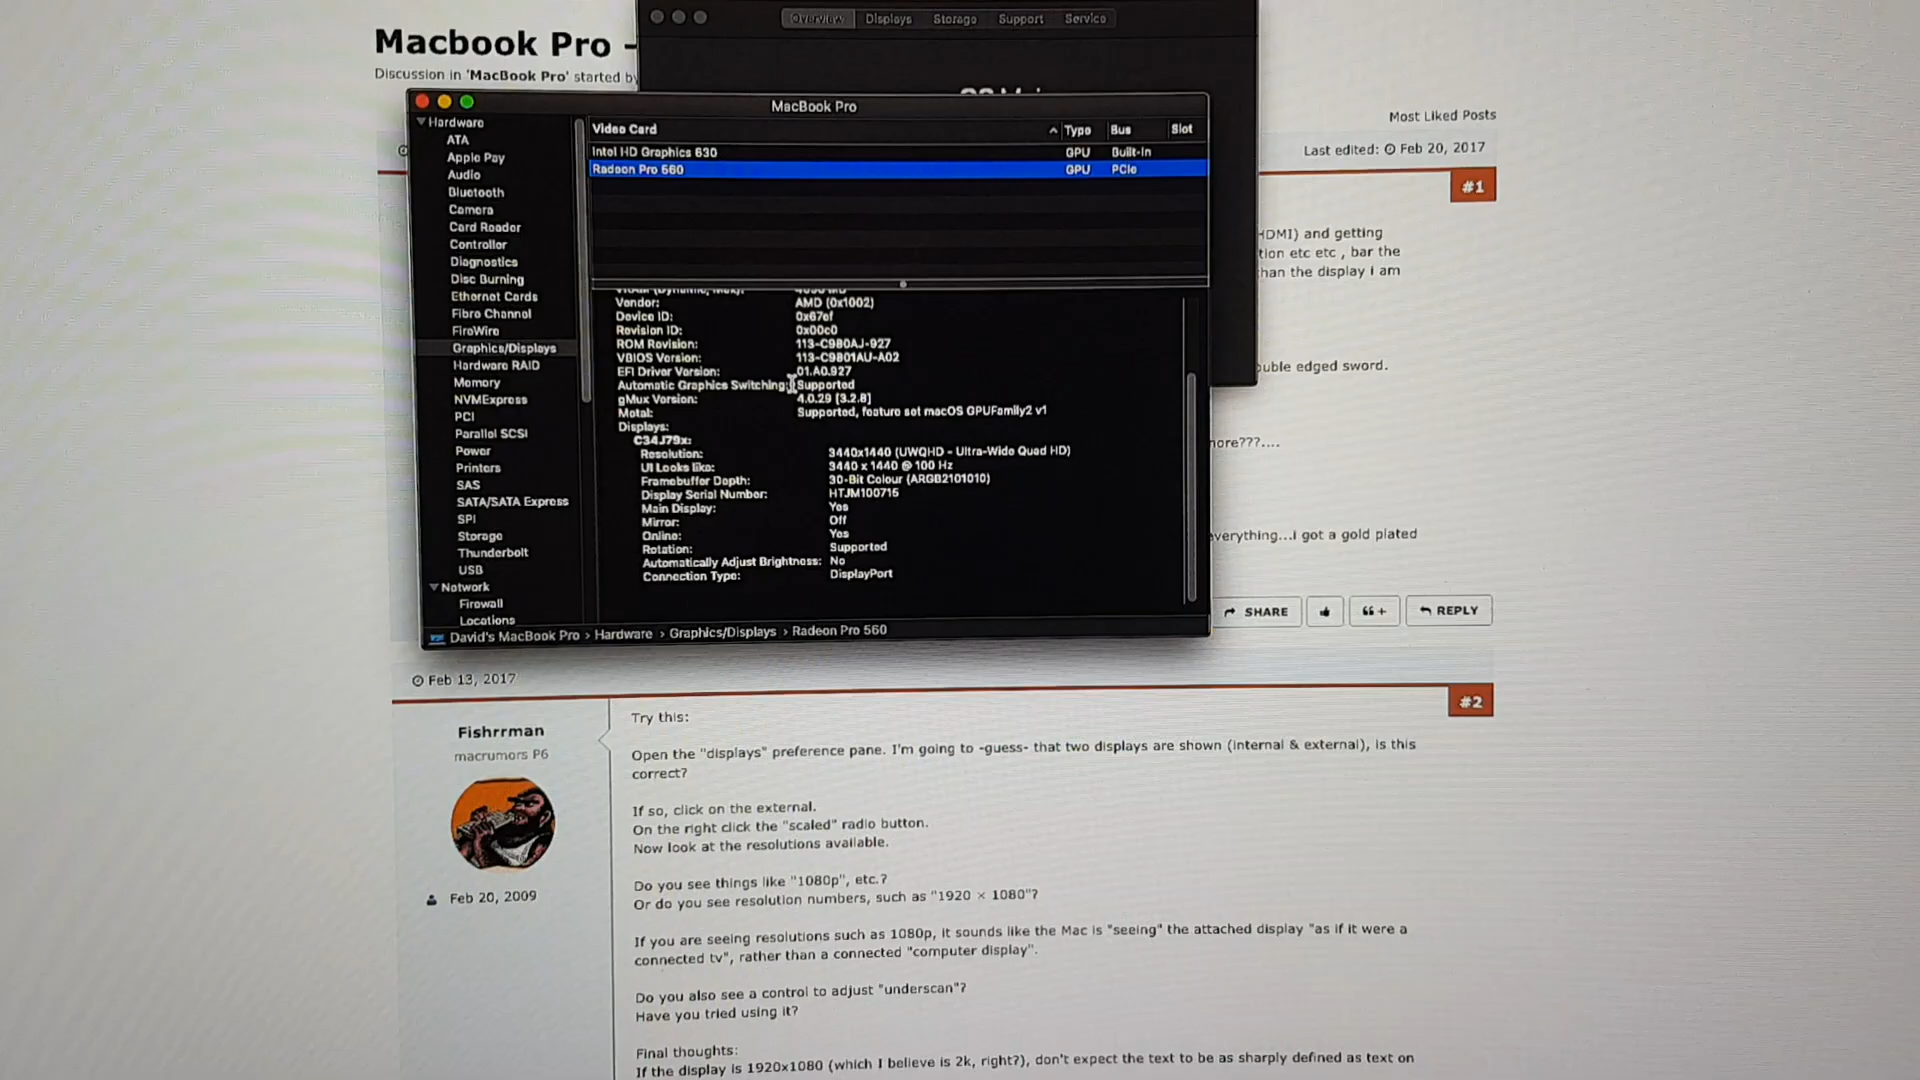 Macbook Pro -
Discussion in 'MacBook Pro' started by
Overview Displays Storage Support Service
Most Liked Posts
Last edited: Feb 20, 2017
#1
MacBook Pro
Hardware
ATA
Apple Pay
Audio
Bluetooth
Camera
Card Reader
Controller
Diagnostics
Disc Burning
Ethernet Cards
Fibre Channel
FireWire
Graphics/Displays
Hardware RAID
Memory
NVMExpress
PCI
Parallel SCSI
Power
Printers
SAS
SATA/SATA Express
SPI
Storage
Thunderbolt
USB
Network
Firewall
Locations
Video Card Type Bus Slot
Intel HD Graphics 630 GPU Built-In
Radeon Pro 560 GPU PCIe
Vendor: AMD (0x1002)
Device ID: 0x67ef
Revision ID: 0x00c0
ROM Revision: 113-C980AJ-927
VBIOS Version: 113-C9801AU-A02
EFI Driver Version: 01.A0.927
Automatic Graphics Switching: Supported
gMux Version: 4.0.29 [3.2.8]
Metal: Supported, feature set macOS GPUFamily2 v1
Displays:
C34J79x:
Resolution: 3440x1440 (UWQHD - Ultra-Wide Quad HD)
UI Looks like: 3440 x 1440 @ 100 Hz
Framebuffer Depth: 30-Bit Colour (ARGB2101010)
Display Serial Number: HTJM100715
Main Display: Yes
Mirror: Off
Online: Yes
Rotation: Supported
Automatically Adjust Brightness: No
Connection Type: DisplayPort
David's MacBook Pro › Hardware › Graphics/Displays › Radeon Pro 560
HDMI) and getting
tion etc etc , bar the
han the display i am
ouble edged sword.
more???....
everything...i got a gold plated
SHARE
+
REPLY
Feb 13, 2017
#2
Fishrrman
macrumors P6
Feb 20, 2009
Try this:
Open the "displays" preference pane. I'm going to -guess- that two displays are shown (internal & external), is this
correct?
If so, click on the external.
On the right click the "scaled" radio button.
Now look at the resolutions available.
Do you see things like "1080p", etc.?
Or do you see resolution numbers, such as "1920 × 1080"?
If you are seeing resolutions such as 1080p, it sounds like the Mac is "seeing" the attached display "as if it were a
connected tv", rather than a connected "computer display".
Do you also see a control to adjust "underscan"?
Have you tried using it?
Final thoughts:
If the display is 1920x1080 (which I believe is 2k, right?), don't expect the text to be as sharply defined as text on